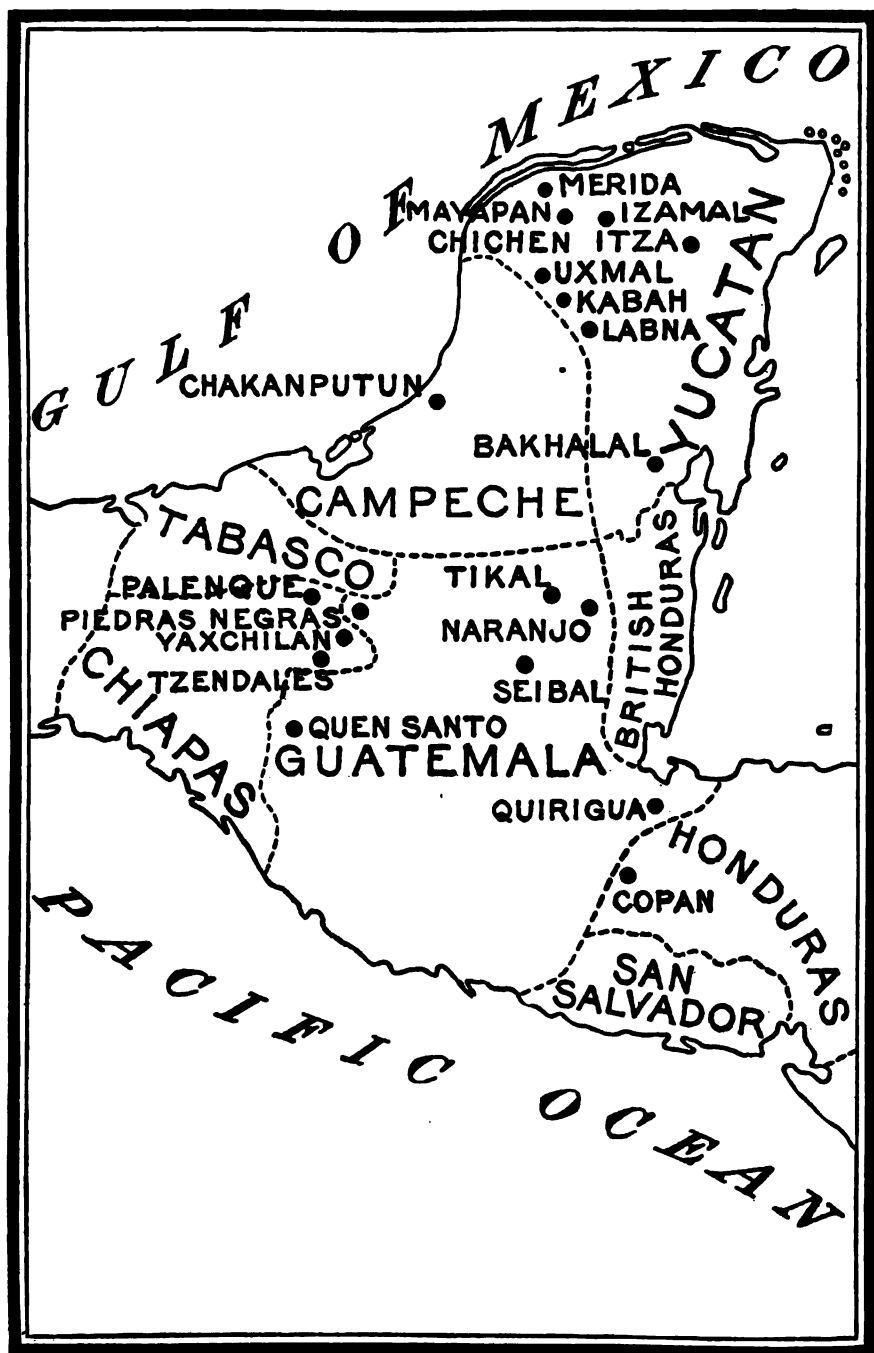 GULF OF MEXICO
MERIDA
MAYAPAN
IZAMAL
CHICHEN ITZA
UXMAL
KABAH
LABNA
YUCATAN
CHAKANPUTUN
BAKHALAL
CAMPECHE
TABASCO
PALENQUE
PIEDRAS NEGRAS
YAXCHILAN
TZENDALES
CHIAPAS
TIKAL
NARANJO
SEIBAL
BRITISH
HONDURAS
QUEN SANTO
GUATEMALA
QUIRIGUA
HONDURAS
COPAN
SAN
SALVADOR
PACIFIC OCEAN